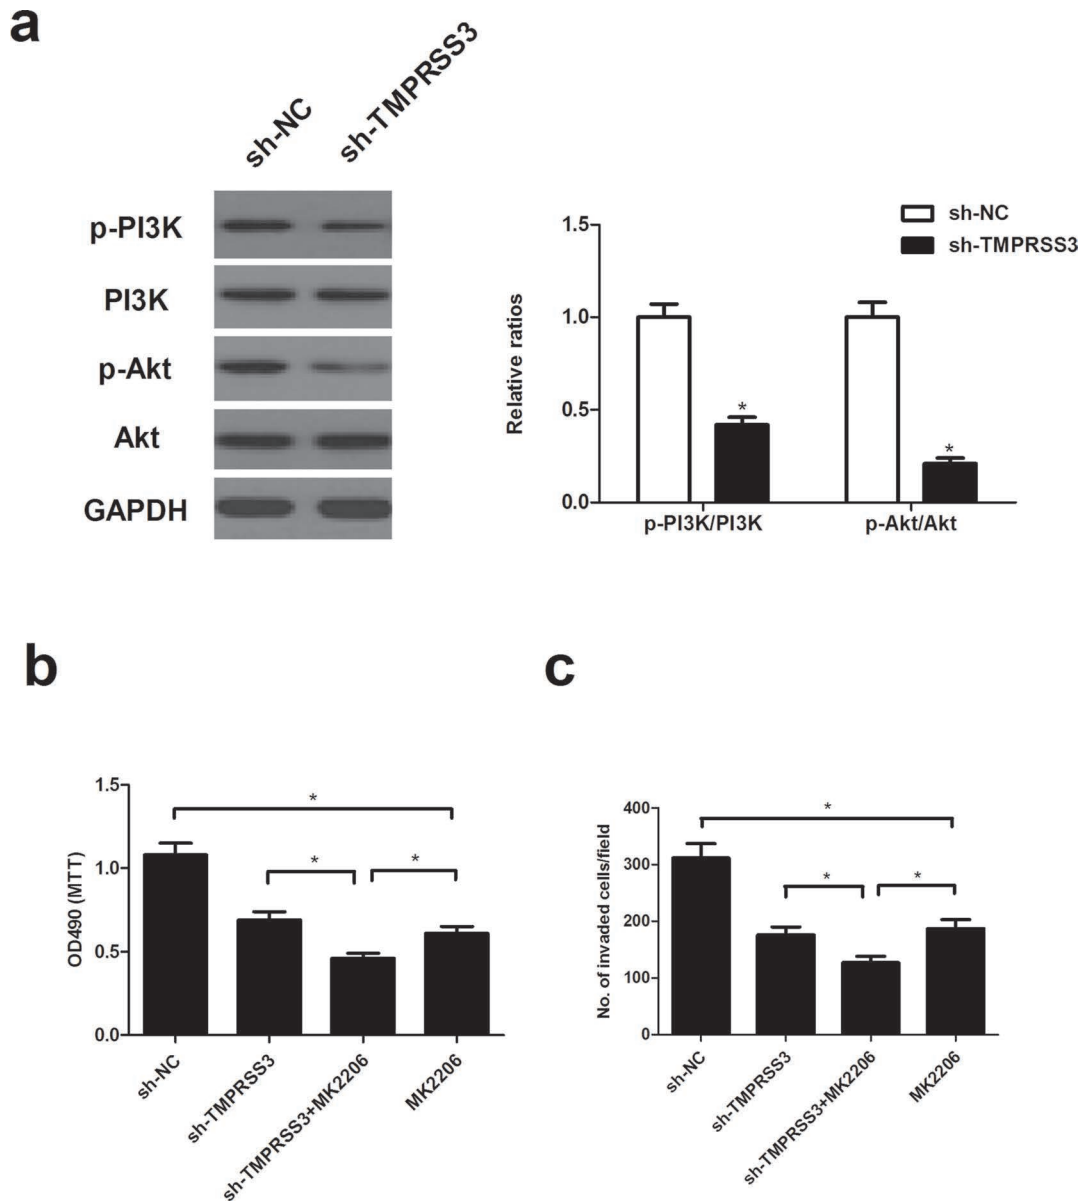 a
sh-NC
sh-TMPRSS3
p-PI3K
PI3K
p-Akt
Akt
GAPDH
sh-NC
sh-TMPRSS3
Relative ratios
1.5
1.0
0.5
0.0
*
*
p-PI3K/PI3K
p-Akt/Akt
b
OD490 (MTT)
1.5
1.0
0.5
0.0
*
*
*
sh-NC
sh-TMPRSS3
sh-TMPRSS3+MK2206
MK2206
c
No. of invaded cells/field
400
300
200
100
0
*
*
*
sh-NC
sh-TMPRSS3
sh-TMPRSS3+MK2206
MK2206